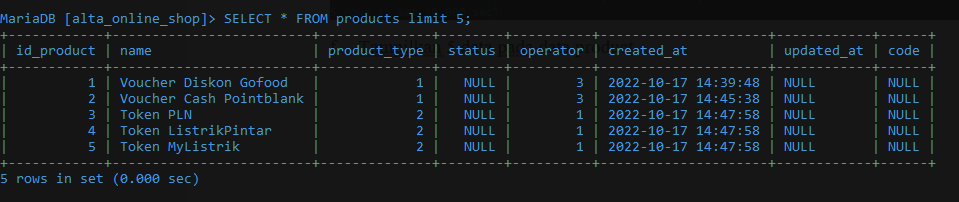 MariaDB [alta_online_shop]> SELECT * FROM products limit 5;
+------------+-------------------------+--------------+--------+----------+---------------------+------------+------+
| id_product | name                    | product_type | status | operator | created_at          | updated_at | code |
+------------+-------------------------+--------------+--------+----------+---------------------+------------+------+
|          1 | Voucher Diskon Gofood   |            1 |   NULL |        3 | 2022-10-17 14:39:48 | NULL       | NULL |
|          2 | Voucher Cash Pointblank |            1 |   NULL |        3 | 2022-10-17 14:45:38 | NULL       | NULL |
|          3 | Token PLN               |            2 |   NULL |        1 | 2022-10-17 14:47:58 | NULL       | NULL |
|          4 | Token ListrikPintar     |            2 |   NULL |        1 | 2022-10-17 14:47:58 | NULL       | NULL |
|          5 | Token MyListrik         |            2 |   NULL |        1 | 2022-10-17 14:47:58 | NULL       | NULL |
+------------+-------------------------+--------------+--------+----------+---------------------+------------+------+
5 rows in set (0.000 sec)